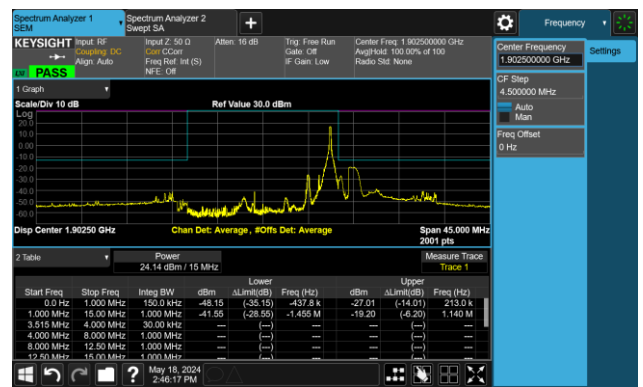 Spectrum Analyzer 1
SEM
Spectrum Analyzer 2
Swept SA
Frequency
KEYSIGHT
Input: RF
Coupling: DC
Align: Auto
Input Z: 50 Ω
Corr CCorr
Freq Ref: Int (S)
NFE: Off
Atten: 16 dB
Trig: Free Run
Gate: Off
IF Gain: Low
Center Freq: 1.902500000 GHz
Avg|Hold: 100.00% of 100
Radio Std: None
PASS
Center Frequency
1.902500000 GHz
Settings
CF Step
4.500000 MHz
Auto
Man
Freq Offset
0 Hz
1 Graph
Scale/Div 10 dB
Ref Value 30.0 dBm
Log
20.0
10.0
0.00
-10.0
-20.0
-30.0
-40.0
-50.0
-60.0
Disp Center 1.90250 GHz
Chan Det: Average, #Offs Det: Average
Span 45.000 MHz
2001 pts
2 Table
Power
24.14 dBm / 15 MHz
Measure Trace
Trace 1
Lower Upper
Start Freq Stop Freq Integ BW dBm ΔLimit(dB) Freq (Hz) dBm ΔLimit(dB) Freq (Hz)
0.0 Hz 1.000 MHz 150.0 kHz -48.15 (-35.15) -437.8 k -27.01 (-14.01) 213.0 k
1.000 MHz 15.00 MHz 1.000 MHz -41.55 (-28.55) -1.455 M -19.20 (-6.20) 1.140 M
3.515 MHz 4.000 MHz 30.00 kHz --- (---) --- --- (---) ---
4.000 MHz 8.000 MHz 1.000 MHz --- (---) --- --- (---) ---
8.000 MHz 12.50 MHz 1.000 MHz --- (---) --- --- (---) ---
12.50 MHz 15.00 MHz 1.000 MHz --- (---) --- --- (---) ---
?
May 18, 2024
2:46:17 PM